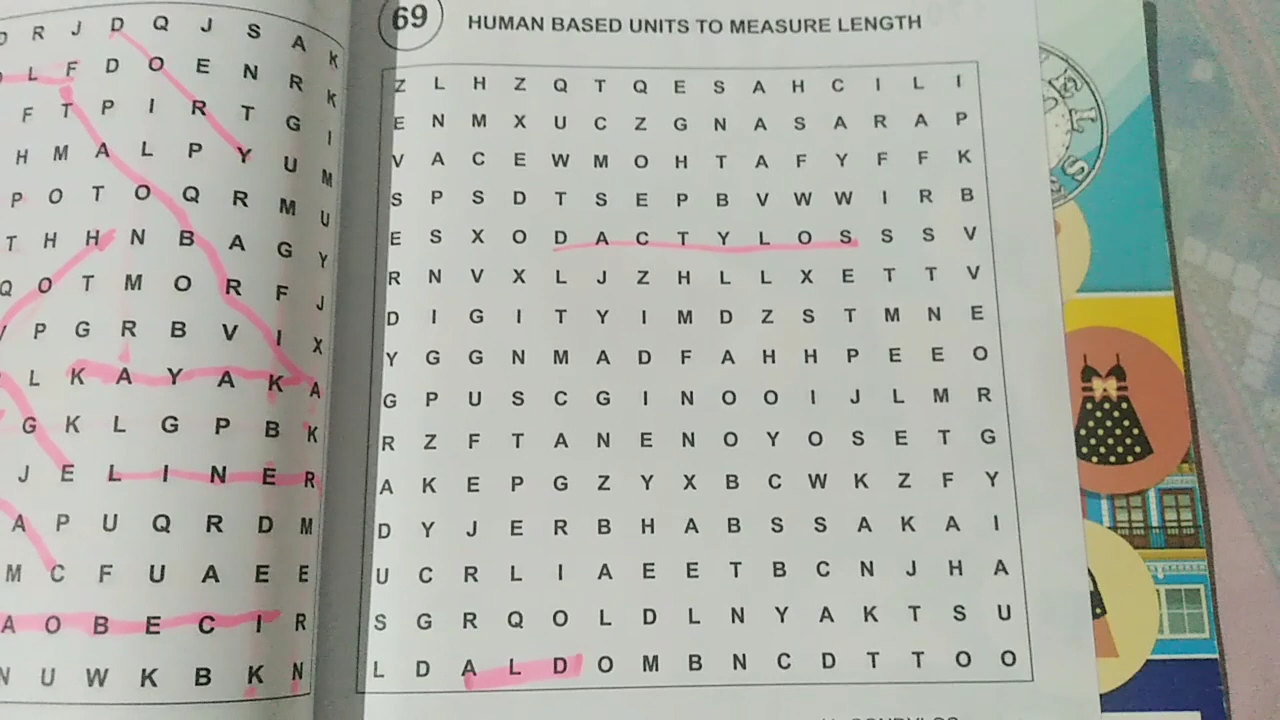 69
HUMAN BASED UNITS TO MEASURE LENGTH
R J D Q J S A K
L F D O E N R K
F T P I R T G I
H M A L P Y U M
P O T O Q R M U
T H H N B A G Y
Q O T M O R F J
P G R B V I X
L K A Y A K A
G K L G P B K
J E L I N E R
A P U Q R D M
M C F U A E E
A O B E C I R
N U W K B K N
Z L H Z Q T Q E S A H C I L I
E N M X U C Z G N A S A R A P
V A C E W M O H T A F Y F F K
S P S D T S E P B V W W I R B
E S X O D A C T Y L O S S S V
R N V X L J Z H L L X E T T V
D I G I T Y I M D Z S T M N E
Y G G N M A D F A H H P E E O
G P U S C G I N O O I J L M R
R Z F T A N E N O Y O S E T G
A K E P G Z Y X B C W K Z F Y
D Y J E R B H A B S S A K A I
U C R L I A E E T B C N J H A
S G R Q O L D L N Y A K T S U
L D A L D O M B N C D T T O O